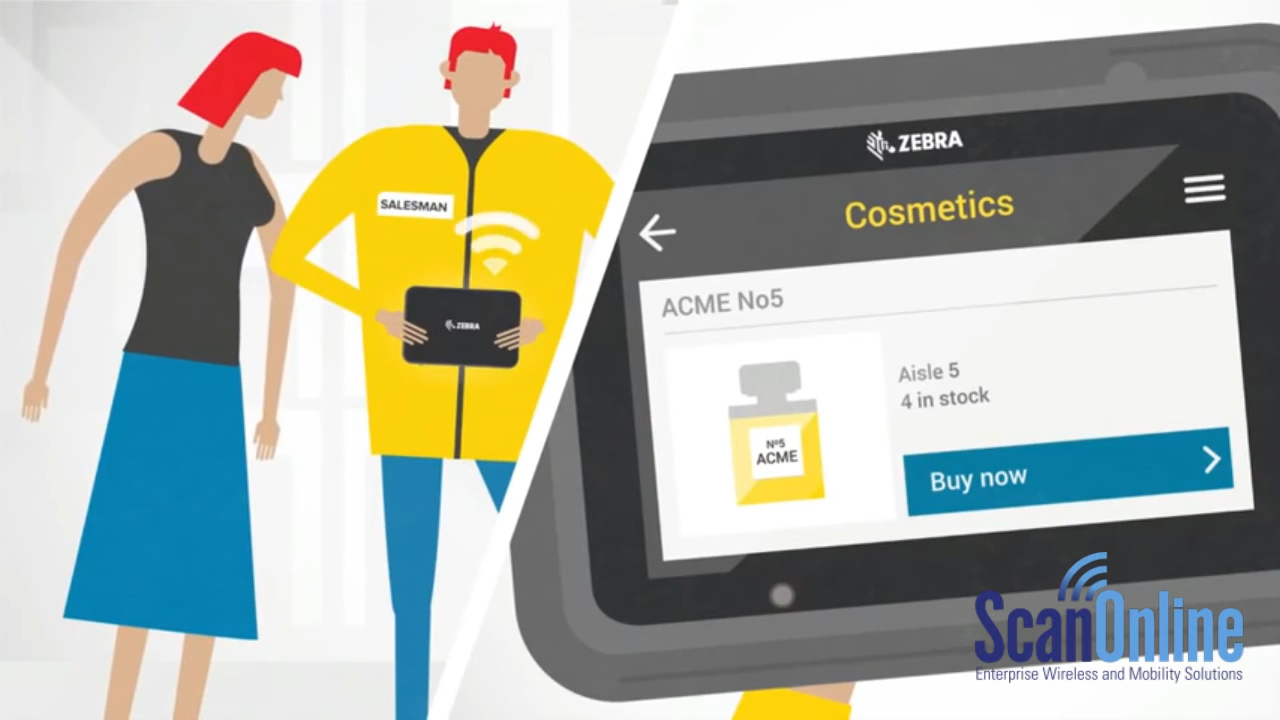 SALESMAN
ZEBRA
ZEBRA
Cosmetics
ACME No5
Aisle 5
4 in stock
Nº5
ACME
Buy now
ScanOnline
Enterprise Wireless and Mobility Solutions